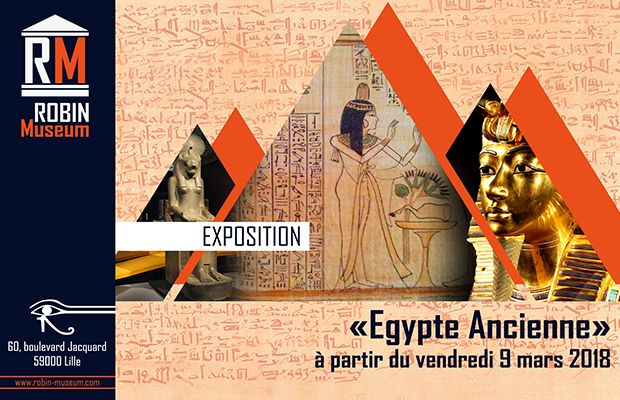 RM
ROBIN
Museum
EXPOSITION
«Egypte Ancienne»
à partir du vendredi 9 mars 2018
60, boulevard Jacquard
59000 Lille
www.robin-museum.com